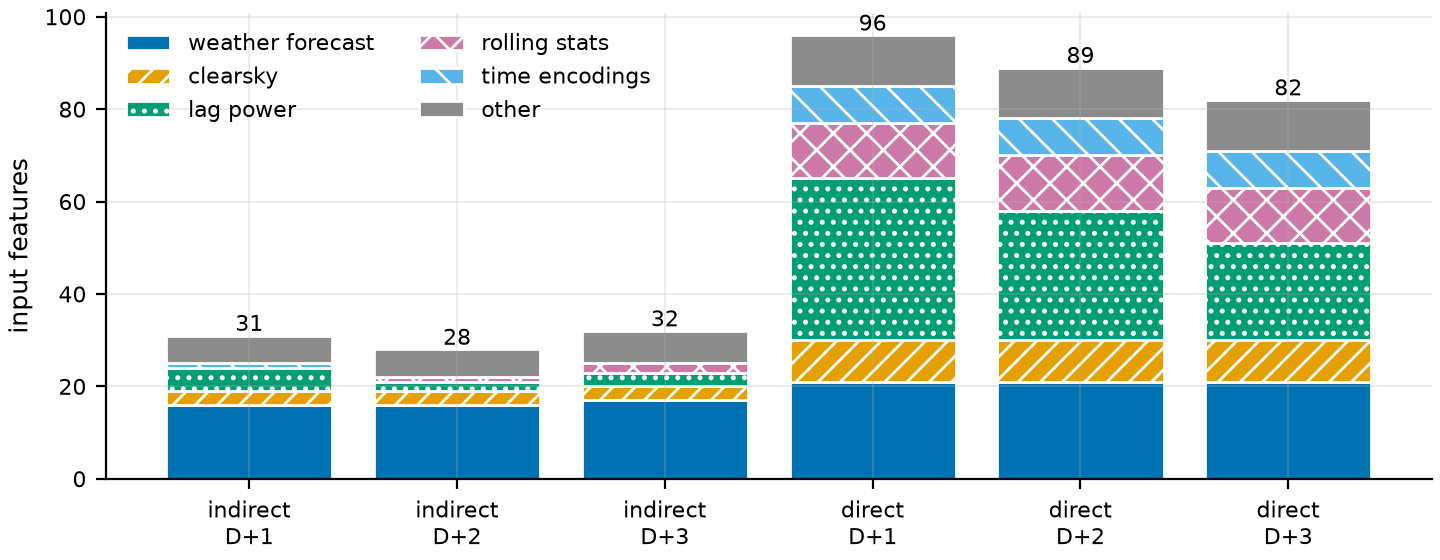 100
80
60
40
20
0
input features
weather forecast
clearsky
lag power
rolling stats
time encodings
other
31
28
32
96
89
82
indirect
D+1
indirect
D+2
indirect
D+3
direct
D+1
direct
D+2
direct
D+3